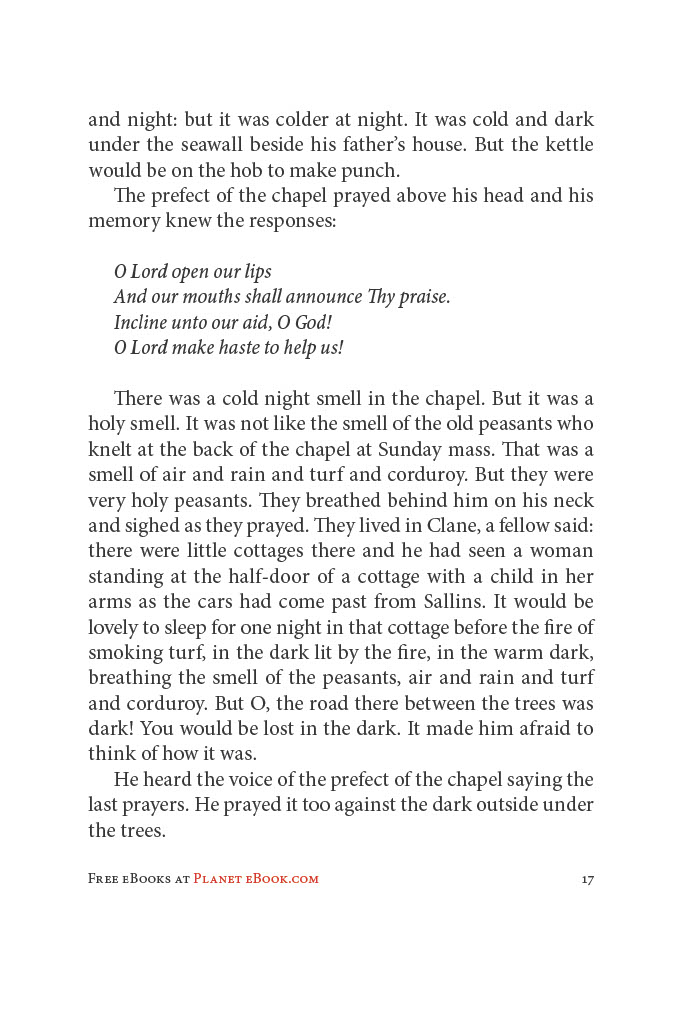 and night: but it was colder at night. It was cold and dark
under the seawall beside his father’s house. But the kettle
would be on the hob to make punch.
The prefect of the chapel prayed above his head and his
memory knew the responses:
O Lord open our lips
And our mouths shall announce Thy praise.
Incline unto our aid, O God!
O Lord make haste to help us!
There was a cold night smell in the chapel. But it was a
holy smell. It was not like the smell of the old peasants who
knelt at the back of the chapel at Sunday mass. That was a
smell of air and rain and turf and corduroy. But they were
very holy peasants. They breathed behind him on his neck
and sighed as they prayed. They lived in Clane, a fellow said:
there were little cottages there and he had seen a woman
standing at the half-door of a cottage with a child in her
arms as the cars had come past from Sallins. It would be
lovely to sleep for one night in that cottage before the fire of
smoking turf, in the dark lit by the fire, in the warm dark,
breathing the smell of the peasants, air and rain and turf
and corduroy. But O, the road there between the trees was
dark! You would be lost in the dark. It made him afraid to
think of how it was.
He heard the voice of the prefect of the chapel saying the
last prayers. He prayed it too against the dark outside under
the trees.
Free eBooks at Planet eBook.com 17